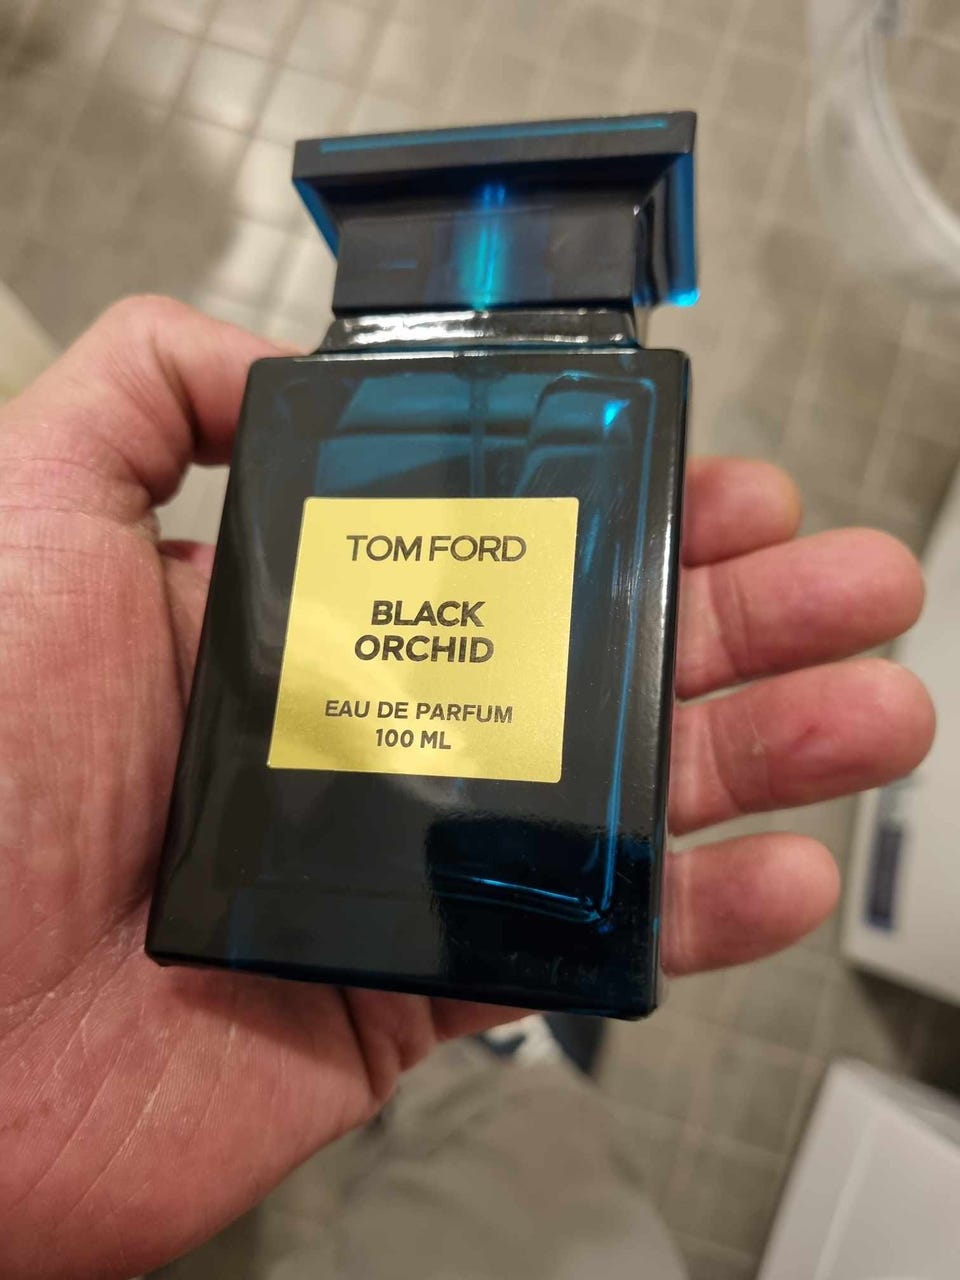 TOM FORD
BLACK
ORCHID
EAU DE PARFUM
100 ML